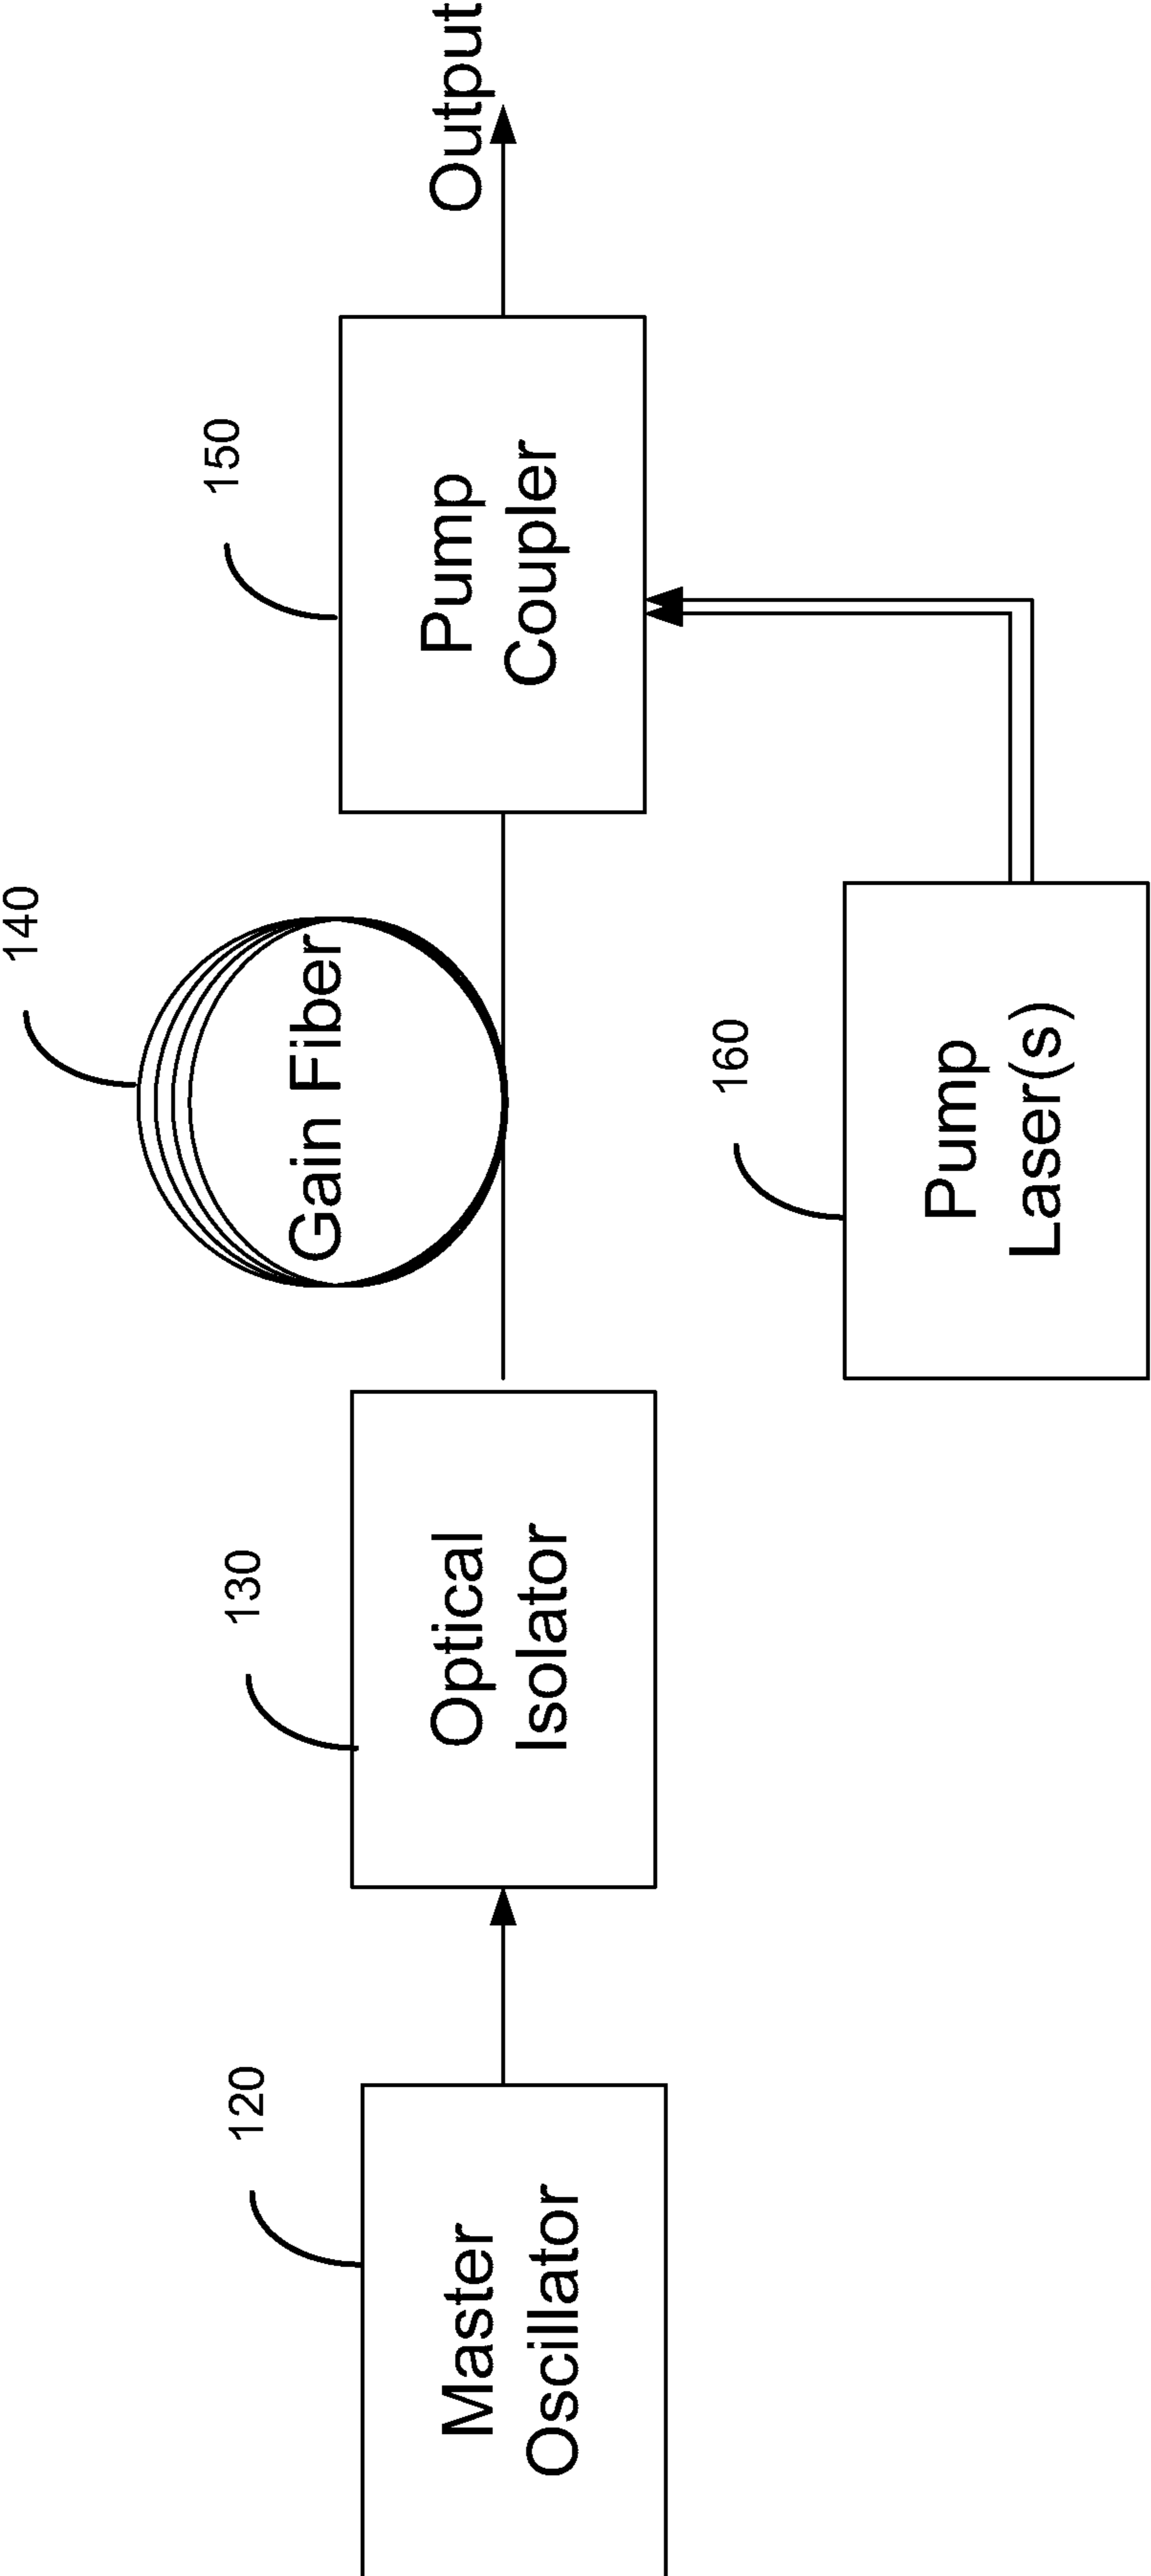 120
Master
Oscillator
130
Optical
Isolator
140
Gain Fiber
150
Pump
Coupler
160
Pump
Laser(s)
Output